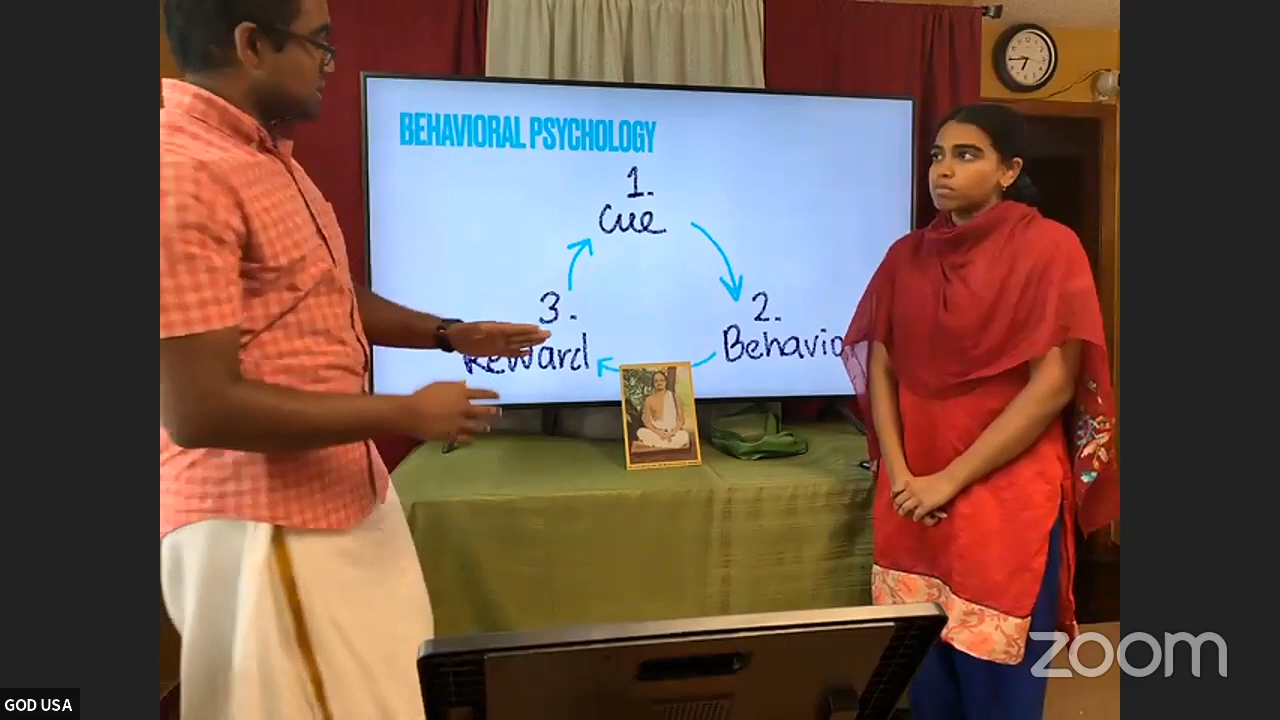 BEHAVIORAL PSYCHOLOGY
1.
Cue
3.
2.
Reward
Behavio
zoom
GOD USA